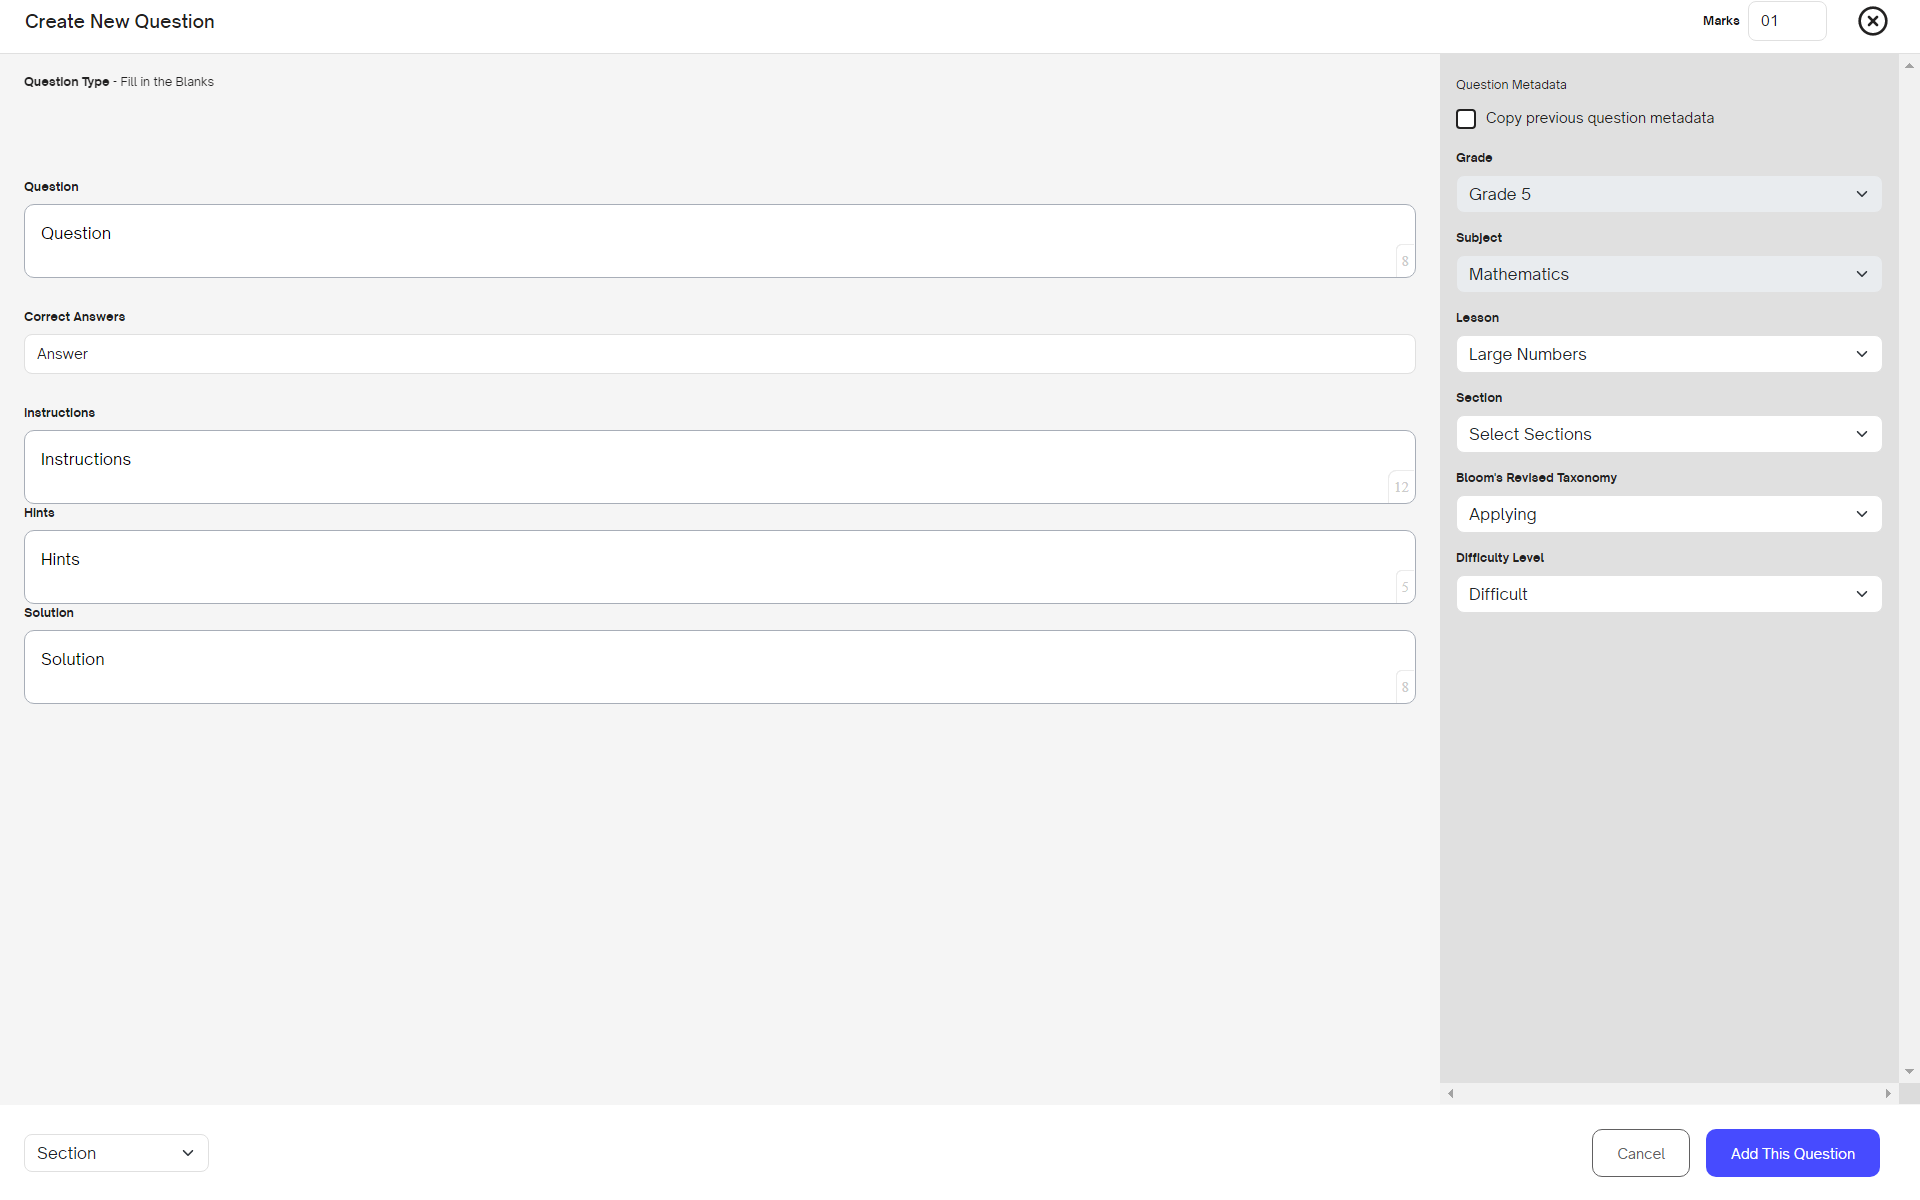 Create New Question
Marks 01
Question Type - Fill in the Blanks
Question
Question
8
Correct Answers
Answer
Instructions
Instructions
12
Hints
Hints
5
Solution
Solution
8
Question Metadata
Copy previous question metadata
Grade
Grade 5
Subject
Mathematics
Lesson
Large Numbers
Section
Select Sections
Bloom's Revised Taxonomy
Applying
Difficulty Level
Difficult
Section
Cancel
Add This Question